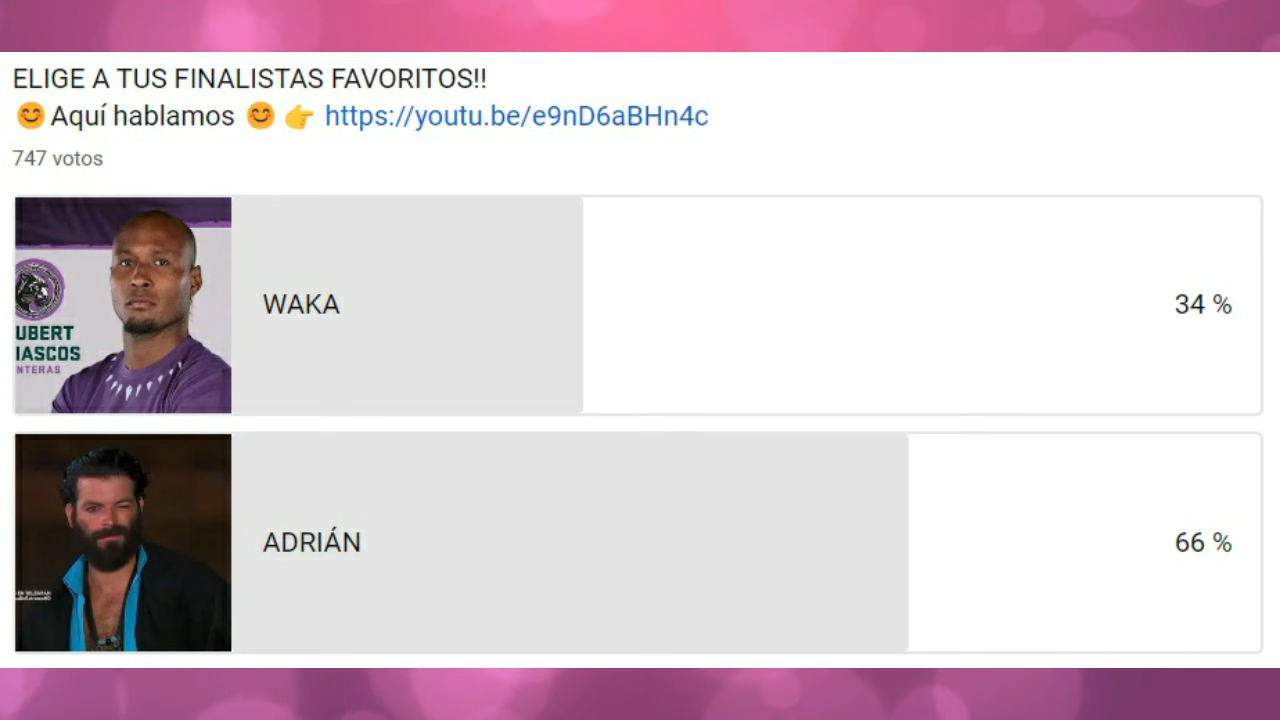 ELIGE A TUS FINALISTAS FAVORITOS!!
😊 Aquí hablamos 😊 👉 https://youtu.be/e9nD6aBHn4c
747 votos
UBERT
IASCOS
NTERAS
WAKA
34 %
ADRIÁN
66 %